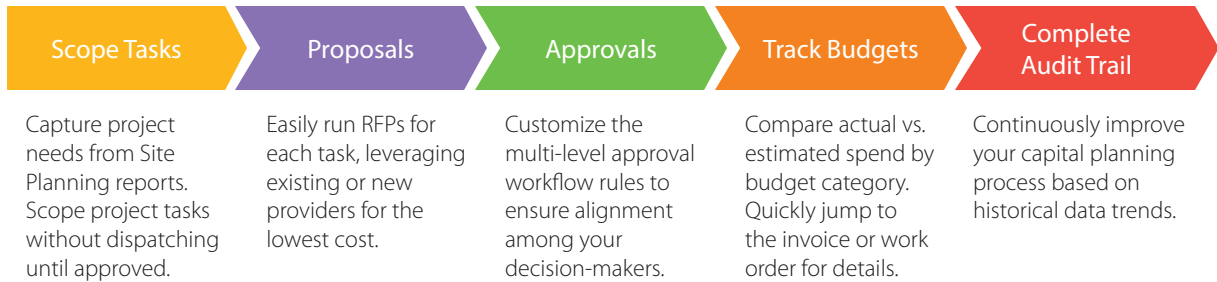 Scope Tasks
Proposals
Approvals
Track Budgets
Complete
Audit Trail
Capture project
needs from Site
Planning reports.
Scope project tasks
without dispatching
until approved.
Easily run RFPs for
each task, leveraging
existing or new
providers for the
lowest cost.
Customize the
multi-level approval
workflow rules to
ensure alignment
among your
decision-makers.
Compare actual vs.
estimated spend by
budget category.
Quickly jump to
the invoice or work
order for details.
Continuously improve
your capital planning
process based on
historical data trends.